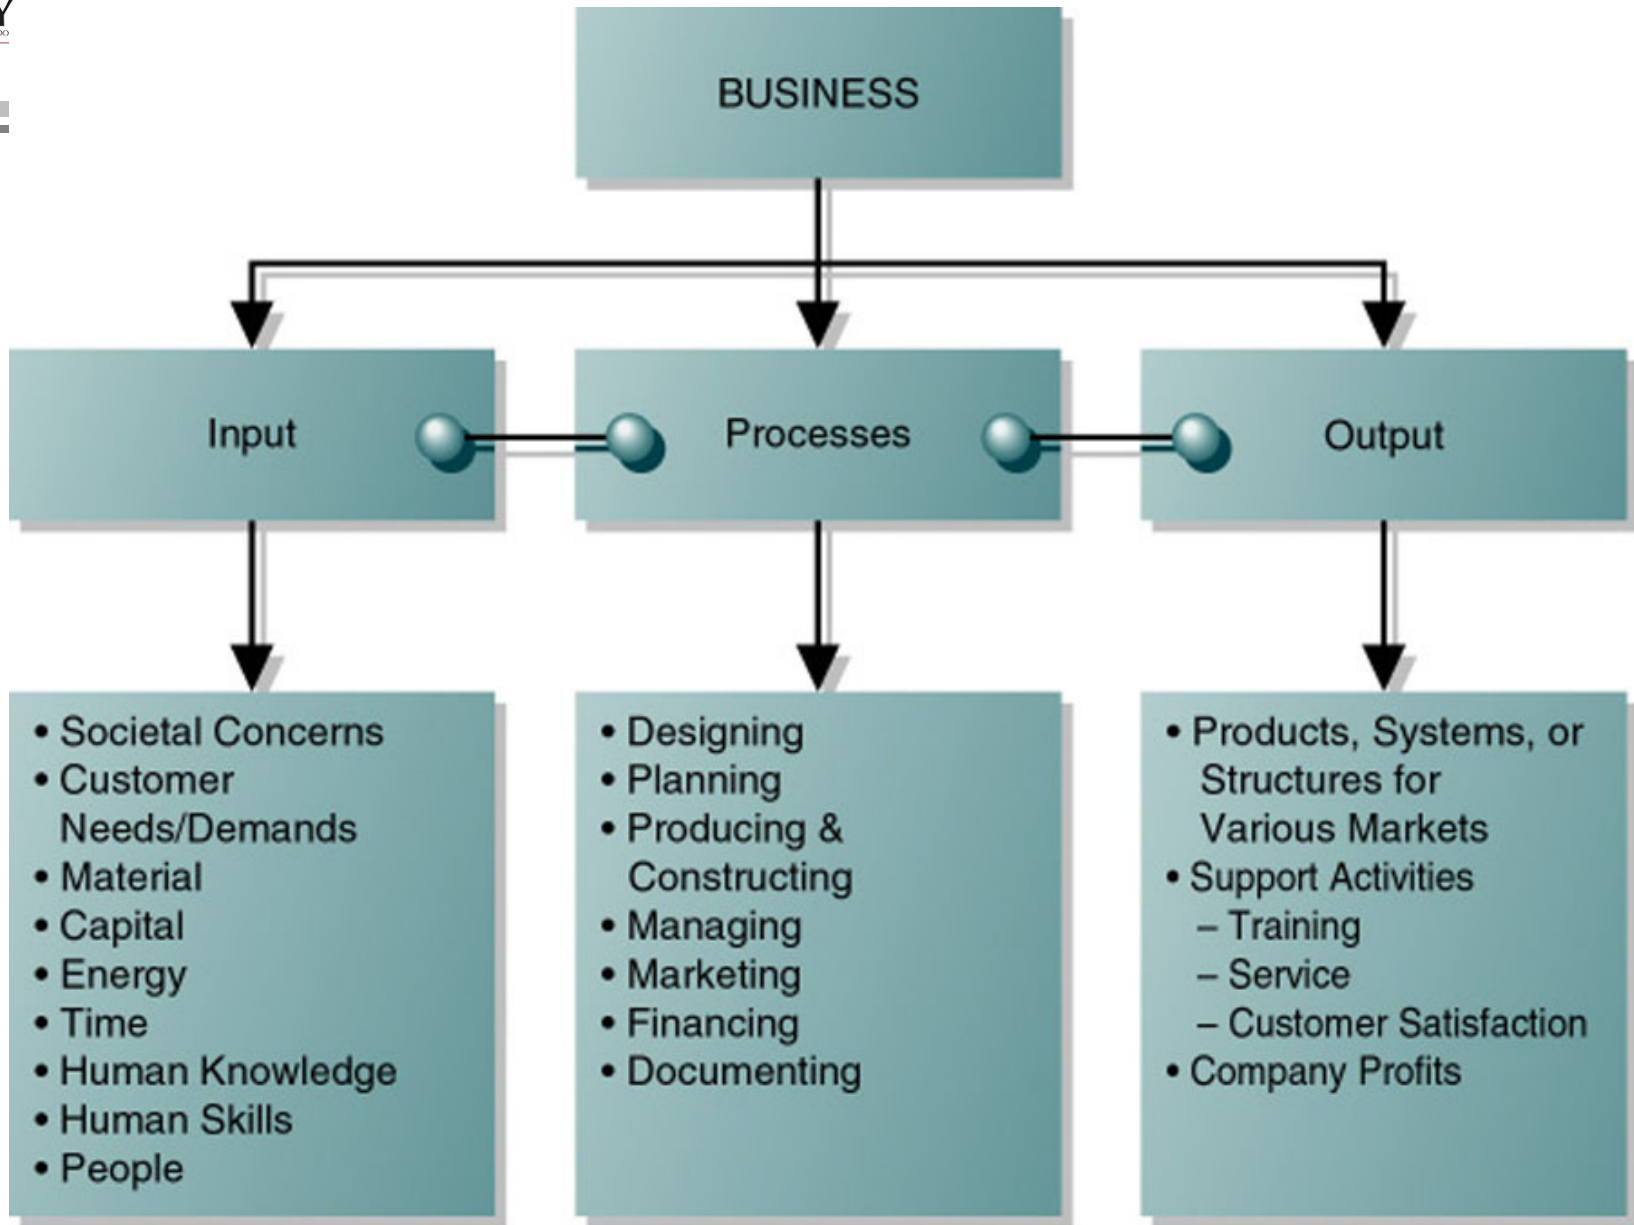 BUSINESS
Input
Processes
Output
• Societal Concerns
• Customer
Needs/Demands
• Material
• Capital
• Energy
• Time
• Human Knowledge
• Human Skills
• People
• Designing
• Planning
• Producing &
Constructing
• Managing
• Marketing
• Financing
• Documenting
• Products, Systems, or
Structures for
Various Markets
• Support Activities
– Training
– Service
– Customer Satisfaction
• Company Profits